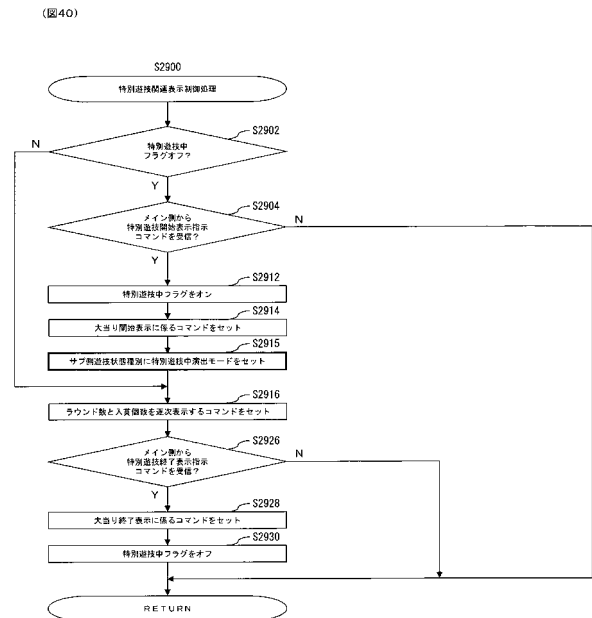 (図40)
S2900
特別遊技関連表示制御処理
S2902
特別遊技中
フラグオフ?
N
Y
S2904
メイン側から
特別遊技開始表示指示
コマンドを受信?
N
Y
S2912
特別遊技中フラグをオン
S2914
大当り開始表示に係るコマンドをセット
S2915
サブ側遊技状態種別に特別遊技中演出モードをセット
S2916
ラウンド数と入賞個数を逐次表示するコマンドをセット
S2926
メイン側から
特別遊技終了表示指示
コマンドを受信?
N
Y
S2928
大当り終了表示に係るコマンドをセット
S2930
特別遊技中フラグをオフ
RETURN